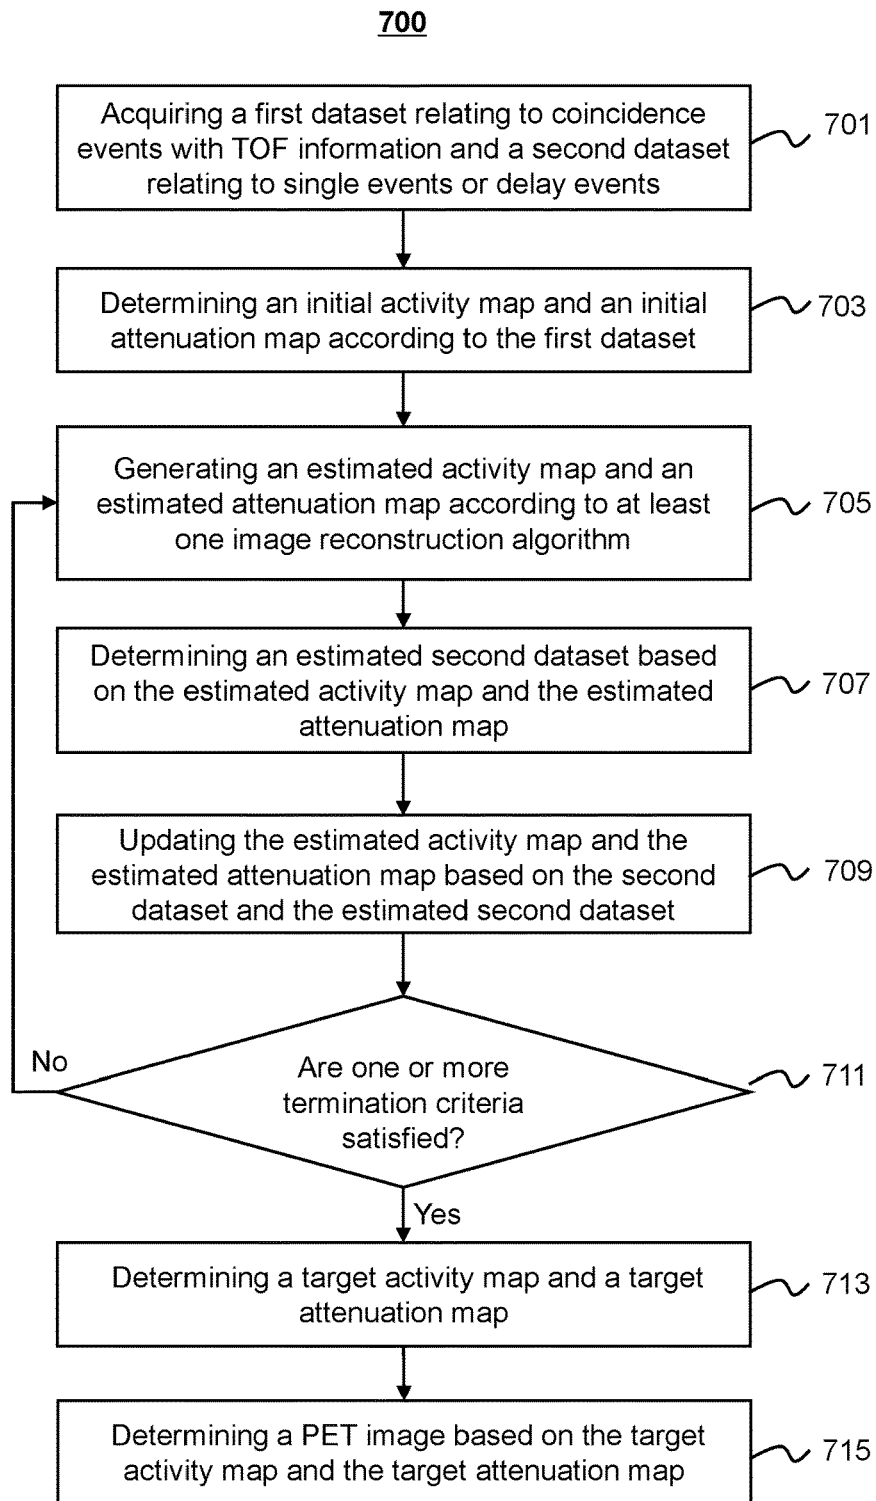 700
Acquiring a first dataset relating to coincidence
events with TOF information and a second dataset
relating to single events or delay events
701
Determining an initial activity map and an initial
attenuation map according to the first dataset
703
Generating an estimated activity map and an
estimated attenuation map according to at least
one image reconstruction algorithm
705
Determining an estimated second dataset based
on the estimated activity map and the estimated
attenuation map
707
Updating the estimated activity map and the
estimated attenuation map based on the second
dataset and the estimated second dataset
709
No
Are one or more
termination criteria
satisfied?
711
Yes
Determining a target activity map and a target
attenuation map
713
Determining a PET image based on the target
activity map and the target attenuation map
715